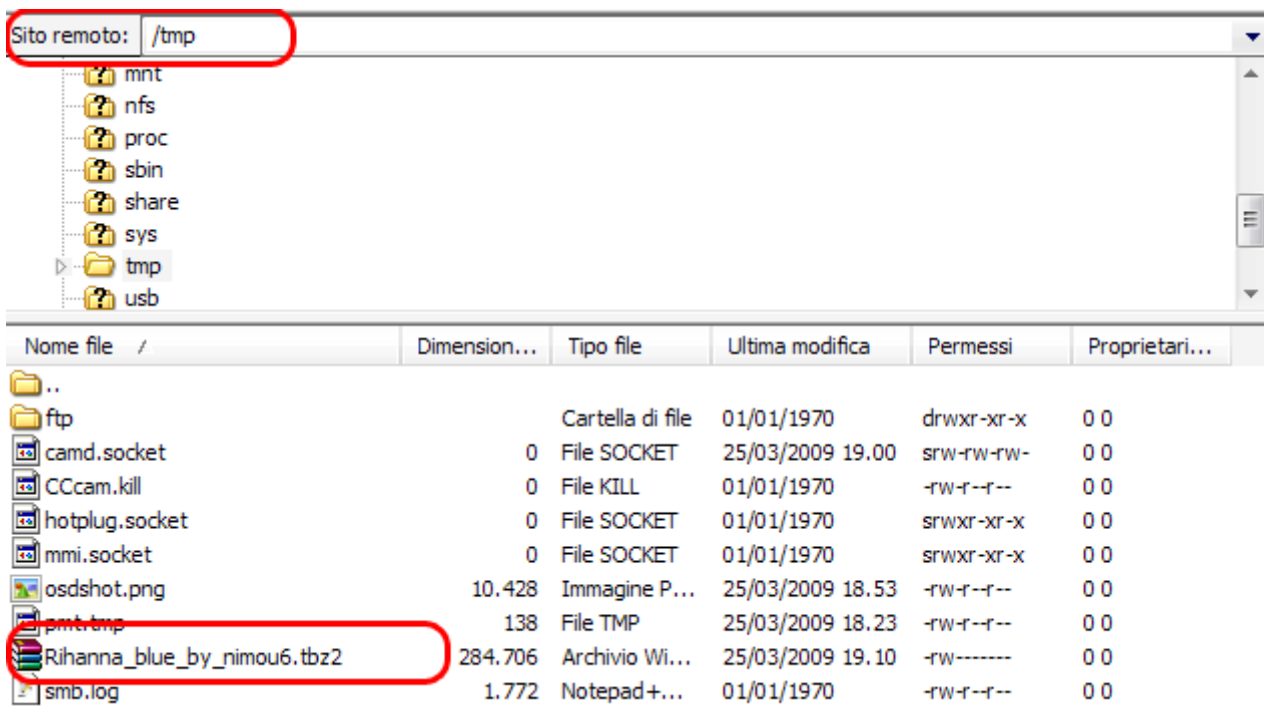 Sito remoto: /tmp
mnt
nfs
proc
sbin
share
sys
tmp
usb
Nome file / Dimension... Tipo file Ultima modifica Permessi Proprietari...
..
ftp Cartella di file 01/01/1970 drwxr-xr-x 0 0
camd.socket 0 File SOCKET 25/03/2009 19.00 srw-rw-rw- 0 0
CCcam.kill 0 File KILL 01/01/1970 -rw-r--r-- 0 0
hotplug.socket 0 File SOCKET 01/01/1970 srwxr-xr-x 0 0
mmi.socket 0 File SOCKET 01/01/1970 srwxr-xr-x 0 0
osdshot.png 10.428 Immagine P... 25/03/2009 18.53 -rw-r--r-- 0 0
pmt.tmp 138 File TMP 25/03/2009 18.23 -rw-r--r-- 0 0
Rihanna_blue_by_nimou6.tbz2 284.706 Archivio Wi... 25/03/2009 19.10 -rw------- 0 0
smb.log 1.772 Notepad+... 01/01/1970 -rw-r--r-- 0 0